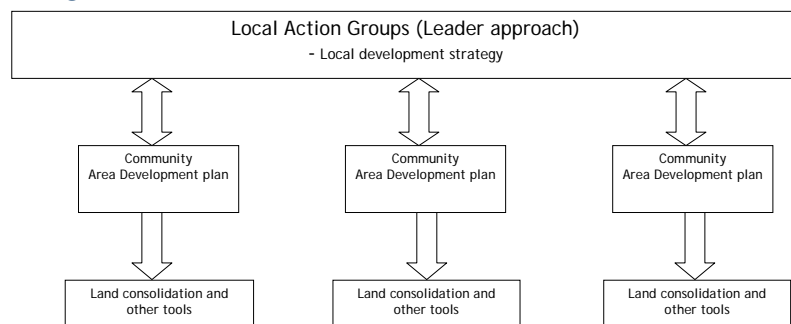 Local Action Groups (Leader approach)
- Local development strategy
Community
Area Development plan
Community
Area Development plan
Community
Area Development plan
Land consolidation and
other tools
Land consolidation and
other tools
Land consolidation and
other tools